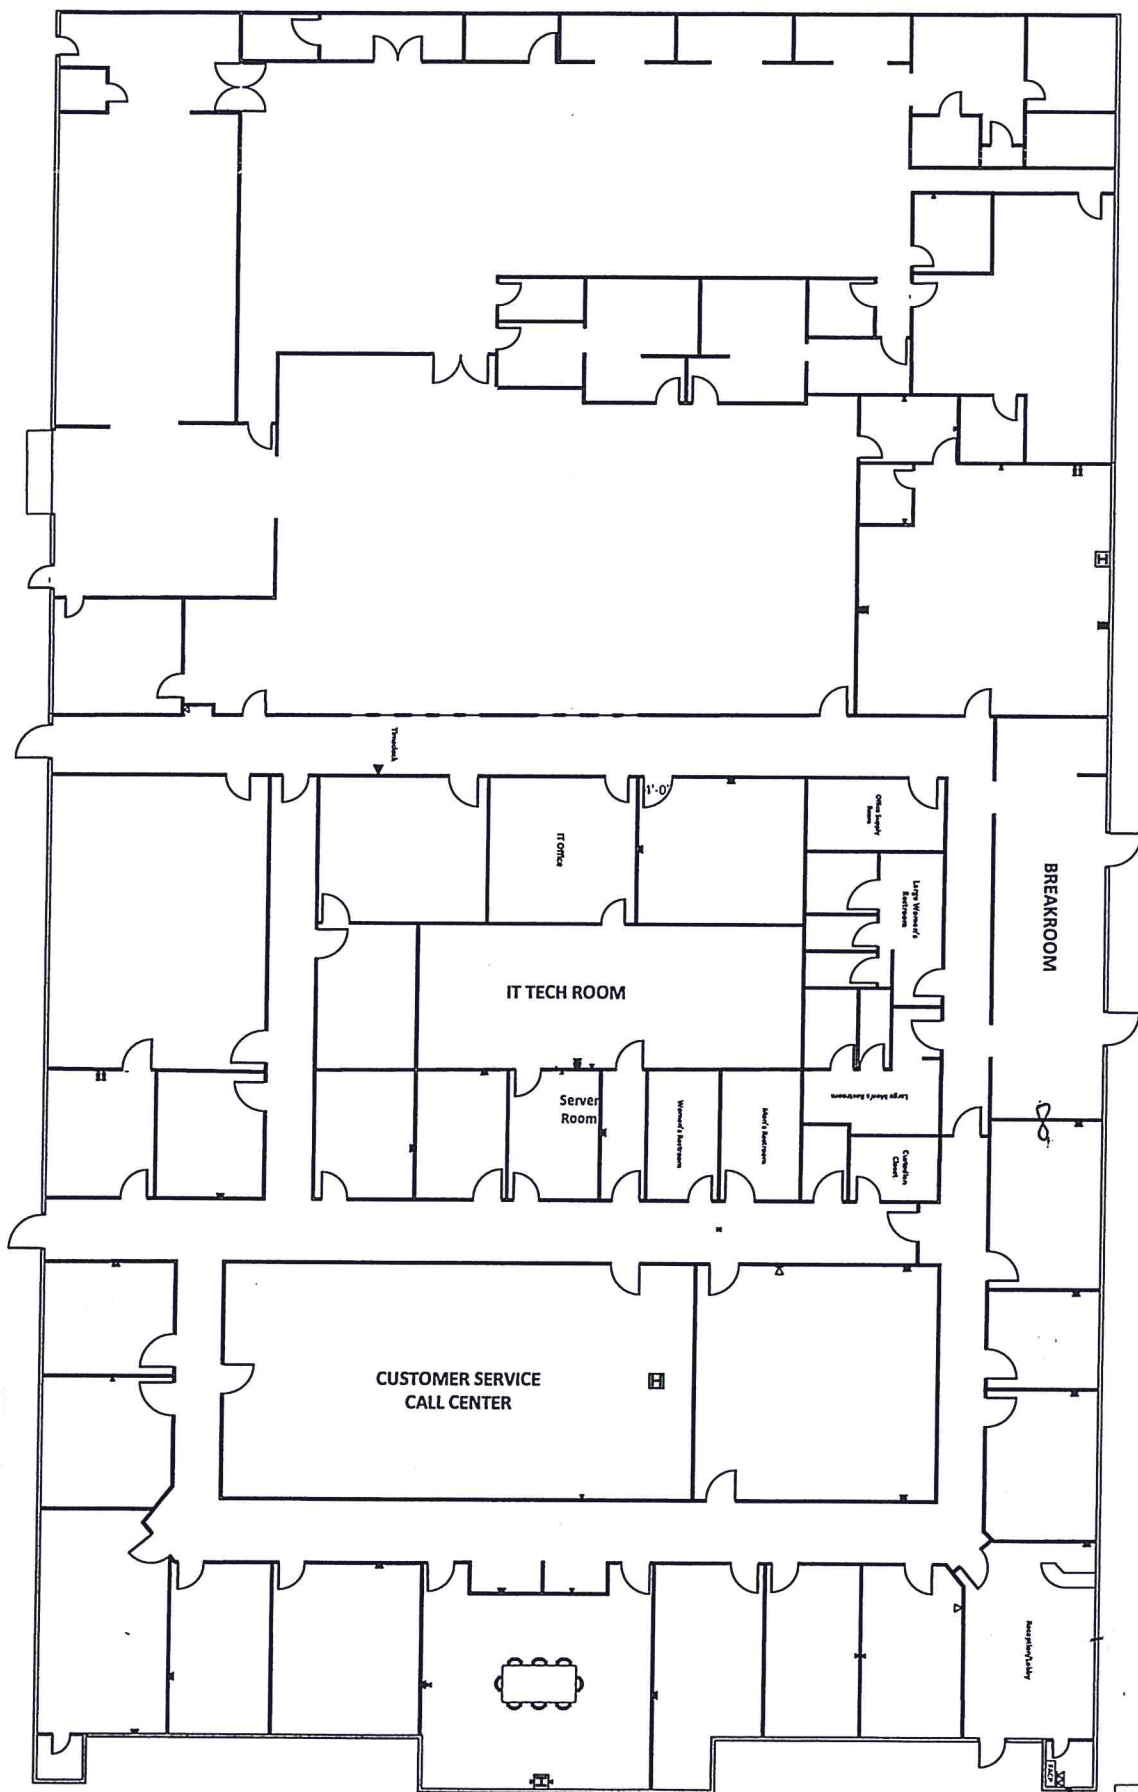 Timeclock
1'-0"
IT Office
Office Supply
Room
Large Women's
Restroom
BREAKROOM
IT TECH ROOM
Server
Room
Women's Restroom
Men's Restroom
Large Men's Restroom
Custodian
Closet
CUSTOMER SERVICE
CALL CENTER
Reception/Lobby
FACP